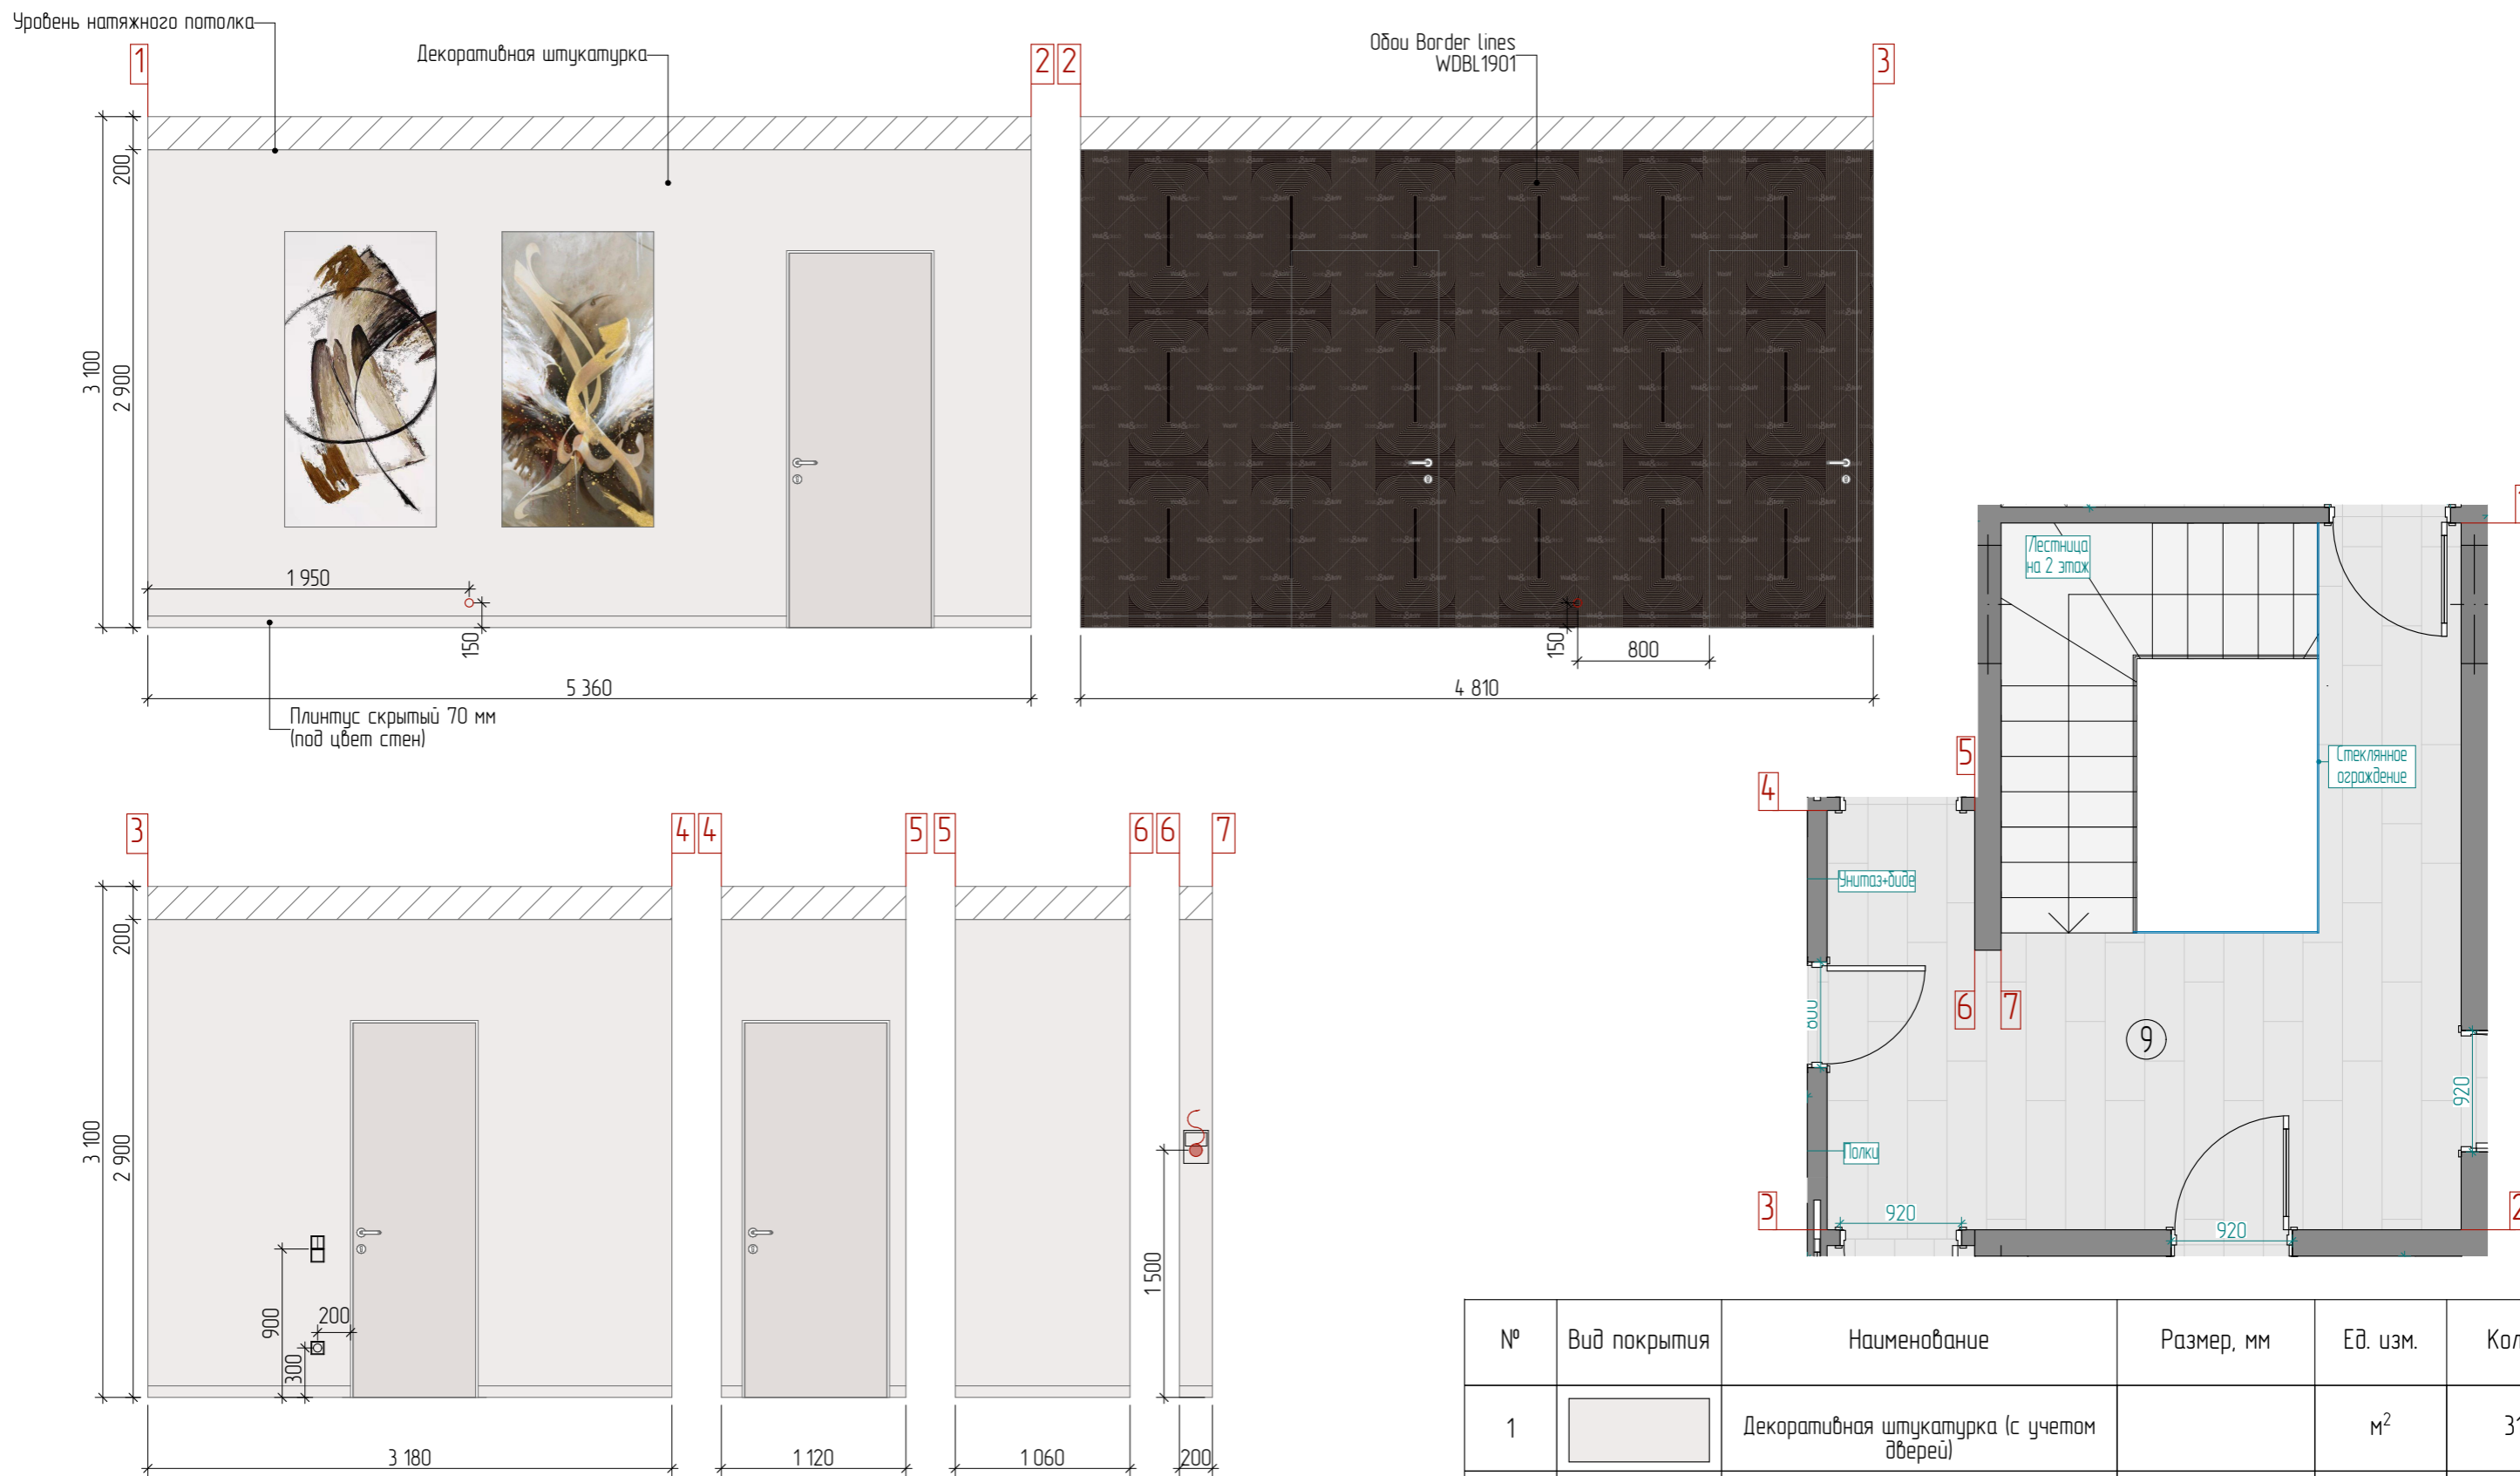 Уровень натяжного потолка
Декоративная штукатурка
Обои Border lines
WDBL1901
1
2
2
3
200
3 100
2 900
1 950
150
5 360
Плинтус скрытый 70 мм
(под цвет стен)
150
800
4 810
3
4
4
5
5
6
6
7
200
3 100
2 900
900
200
300
3 180
1 120
1 060
1 500
200
Лестница
на 2 этаж
5
4
Стеклянное
ограждение
Унитаз+биде
6
7
9
800
920
Полки
3
920
920
2
№
Вид покрытия
Наименование
Размер, мм
Ед. изм.
Кол
1
Декоративная штукатурка (с учетом
дверей)
м²
31